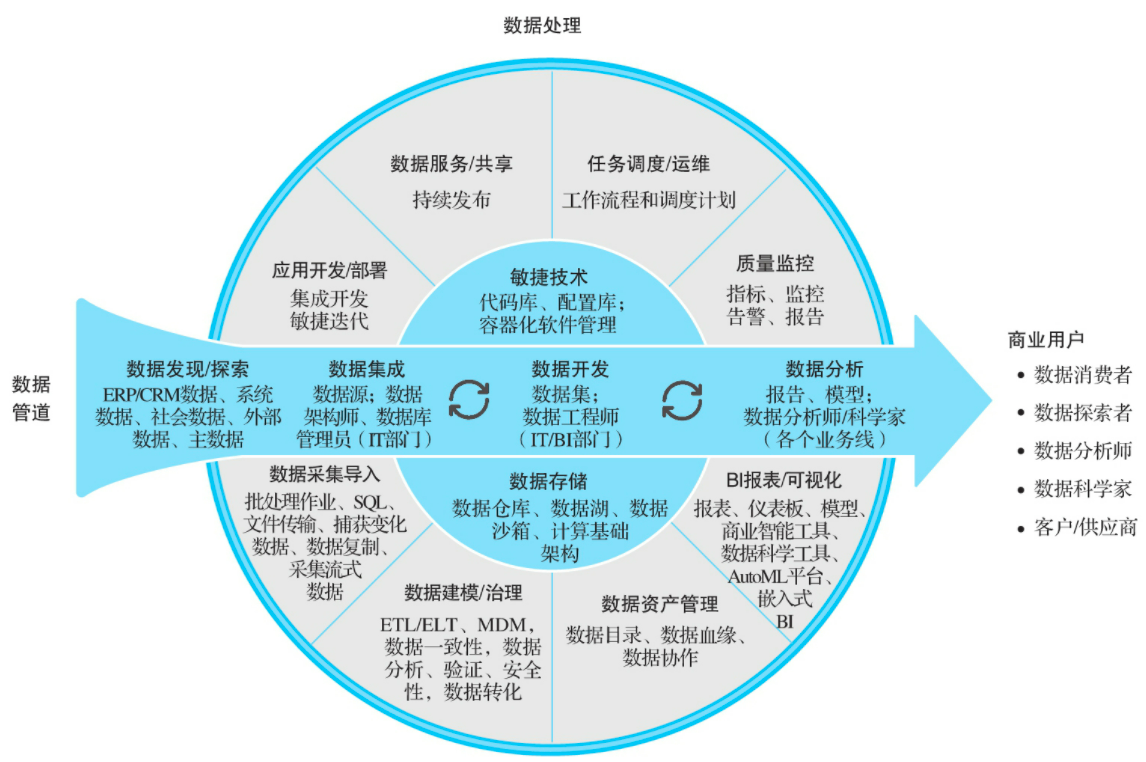 数据处理
数据服务/共享
持续发布
任务调度/运维
工作流程和调度计划
应用开发/部署
集成开发
敏捷迭代
敏捷技术
代码库、配置库；
容器化软件管理
质量监控
指标、监控
告警、报告
数据
管道
数据发现/探索
ERP/CRM数据、系统
数据、社会数据、外部
数据、主数据
数据集成
数据源；数据
架构师、数据库
管理员（IT部门）
数据开发
数据集；
数据工程师
（IT/BI部门）
数据分析
报告、模型；
数据分析师/科学家
（各个业务线）
商业用户
• 数据消费者
• 数据探索者
• 数据分析师
• 数据科学家
• 客户/供应商
数据采集导入
批处理作业、SQL、
文件传输、捕获变化
数据、数据复制、
采集流式
数据
数据存储
数据仓库、数据湖、数据
沙箱、计算基础
架构
BI报表/可视化
报表、仪表板、模型、
商业智能工具、
数据科学工具、
AutoML平台、
嵌入式
BI
数据建模/治理
ETL/ELT、MDM，
数据一致性，数据
分析、验证、安全
性，数据转化
数据资产管理
数据目录、数据血缘、
数据协作